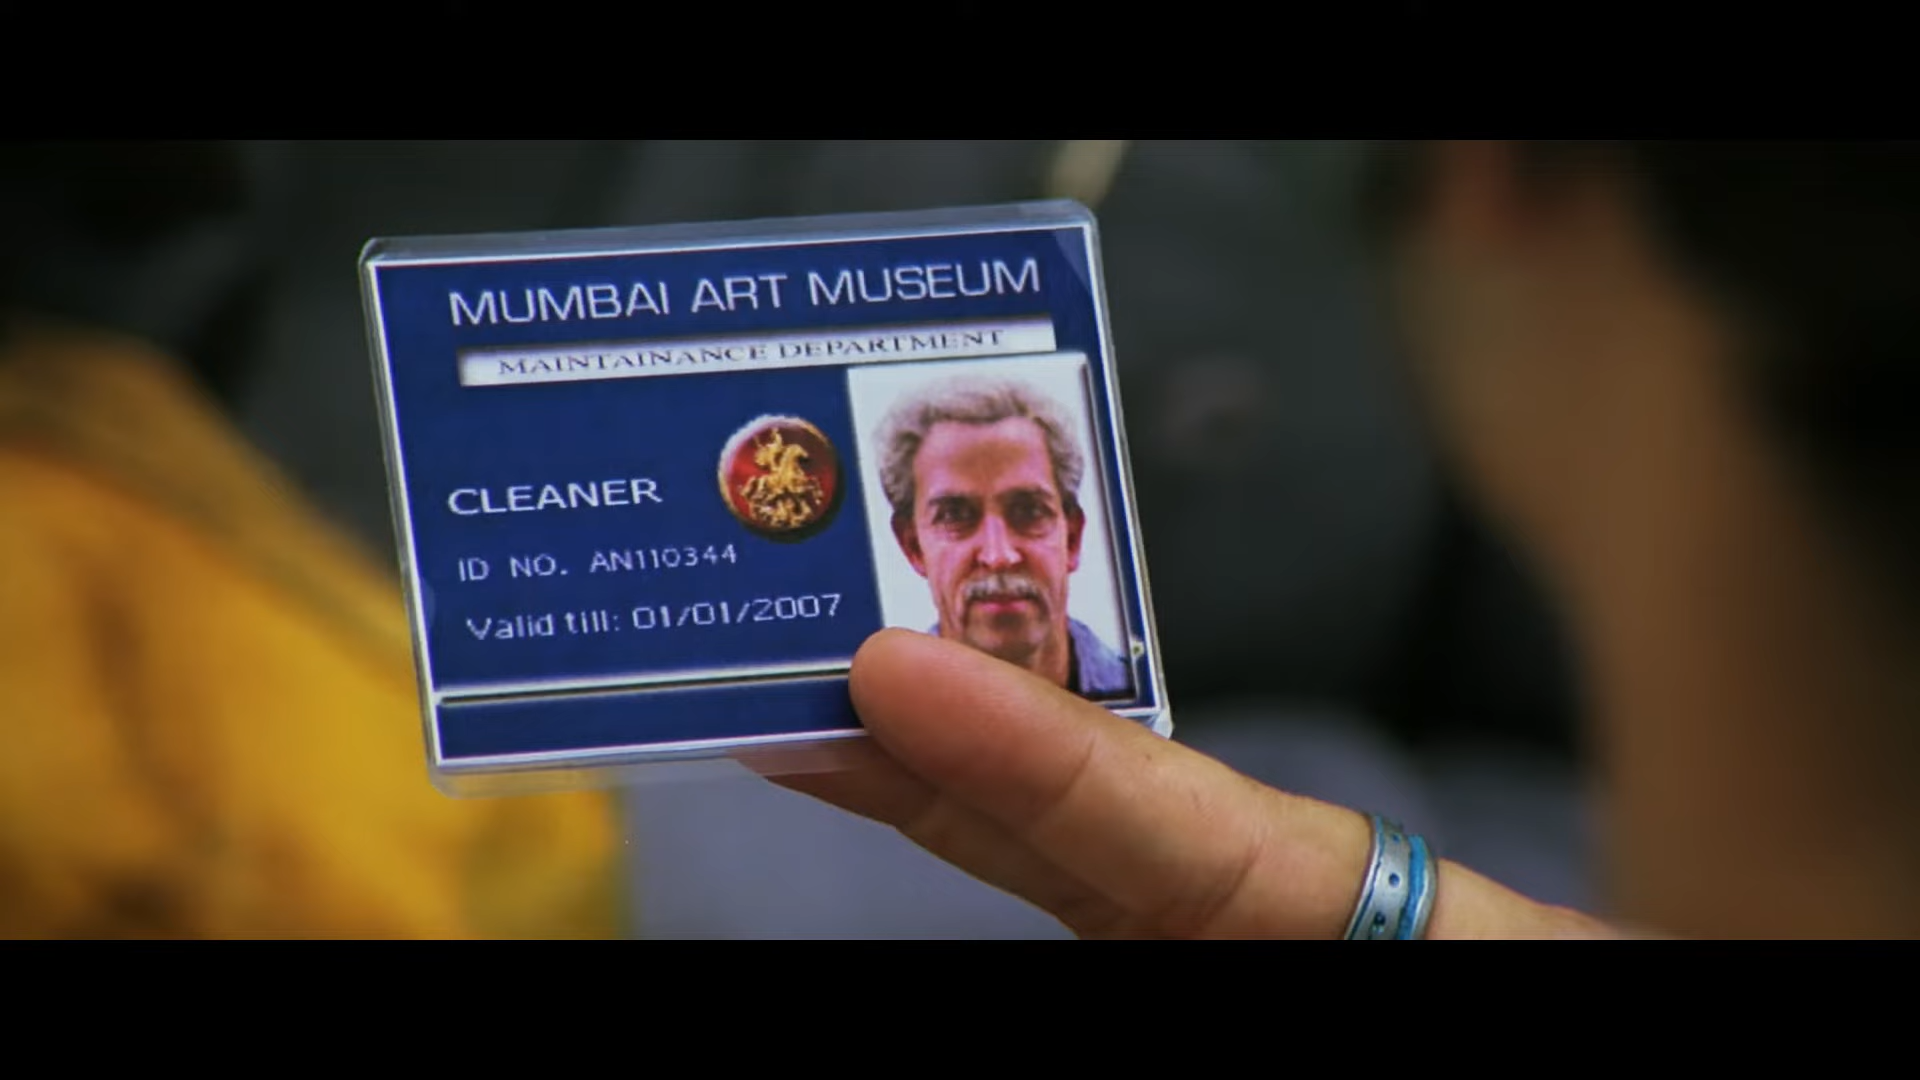 MUMBAI ART MUSEUM
MAINTAINANCE DEPARTMENT
CLEANER
ID NO. AN110344
Valid till: 01/01/2007